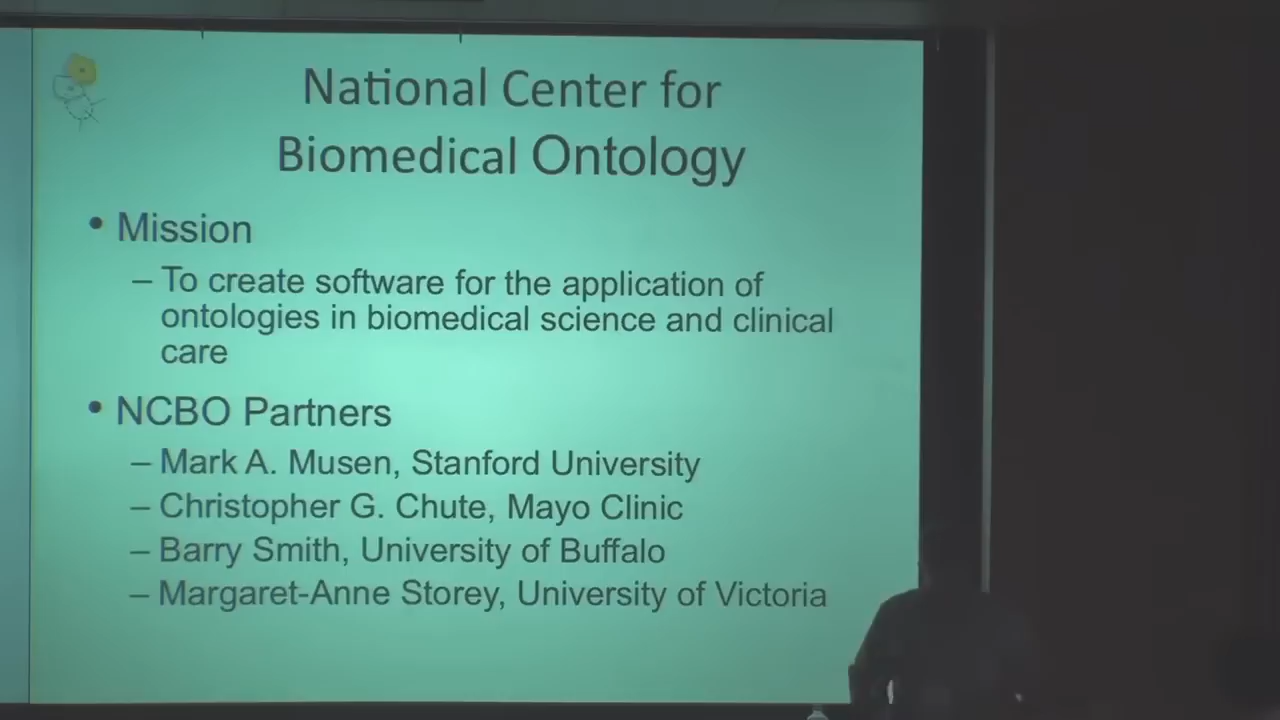 National Center for
Biomedical Ontology
• Mission
– To create software for the application of
ontologies in biomedical science and clinical
care
• NCBO Partners
– Mark A. Musen, Stanford University
– Christopher G. Chute, Mayo Clinic
– Barry Smith, University of Buffalo
– Margaret-Anne Storey, University of Victoria